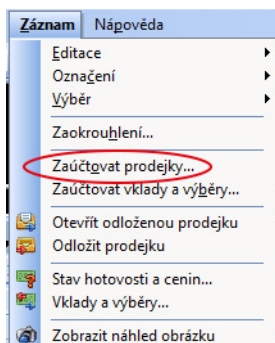 Záznam Nápověda
Editace
Označení
Výběr
Zaokrouhlení...
Zaúčtovat prodejky...
Zaúčtovat vklady a výběry...
Otevřít odloženou prodejku
Odložit prodejku
Stav hotovosti a cenin...
Vklady a výběry...
Zobrazit náhled obrázku